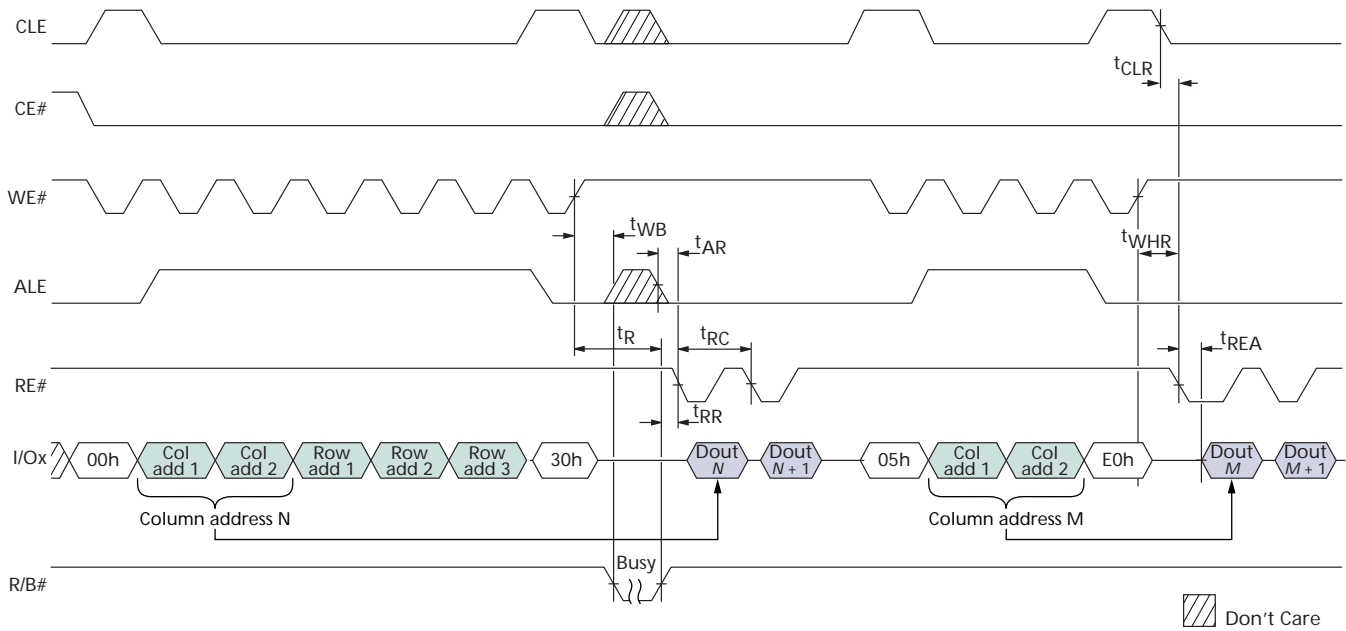 CLE
tCLR
CE#
WE#
tWB
tAR
tWHR
ALE
tR
tRC
tREA
RE#
tRR
I/Ox
00h
Col add 1
Col add 2
Row add 1
Row add 2
Row add 3
30h
Dout N
Dout N + 1
05h
Col add 1
Col add 2
E0h
Dout M
Dout M + 1
Column address N
Column address M
Busy
R/B#
Don't Care